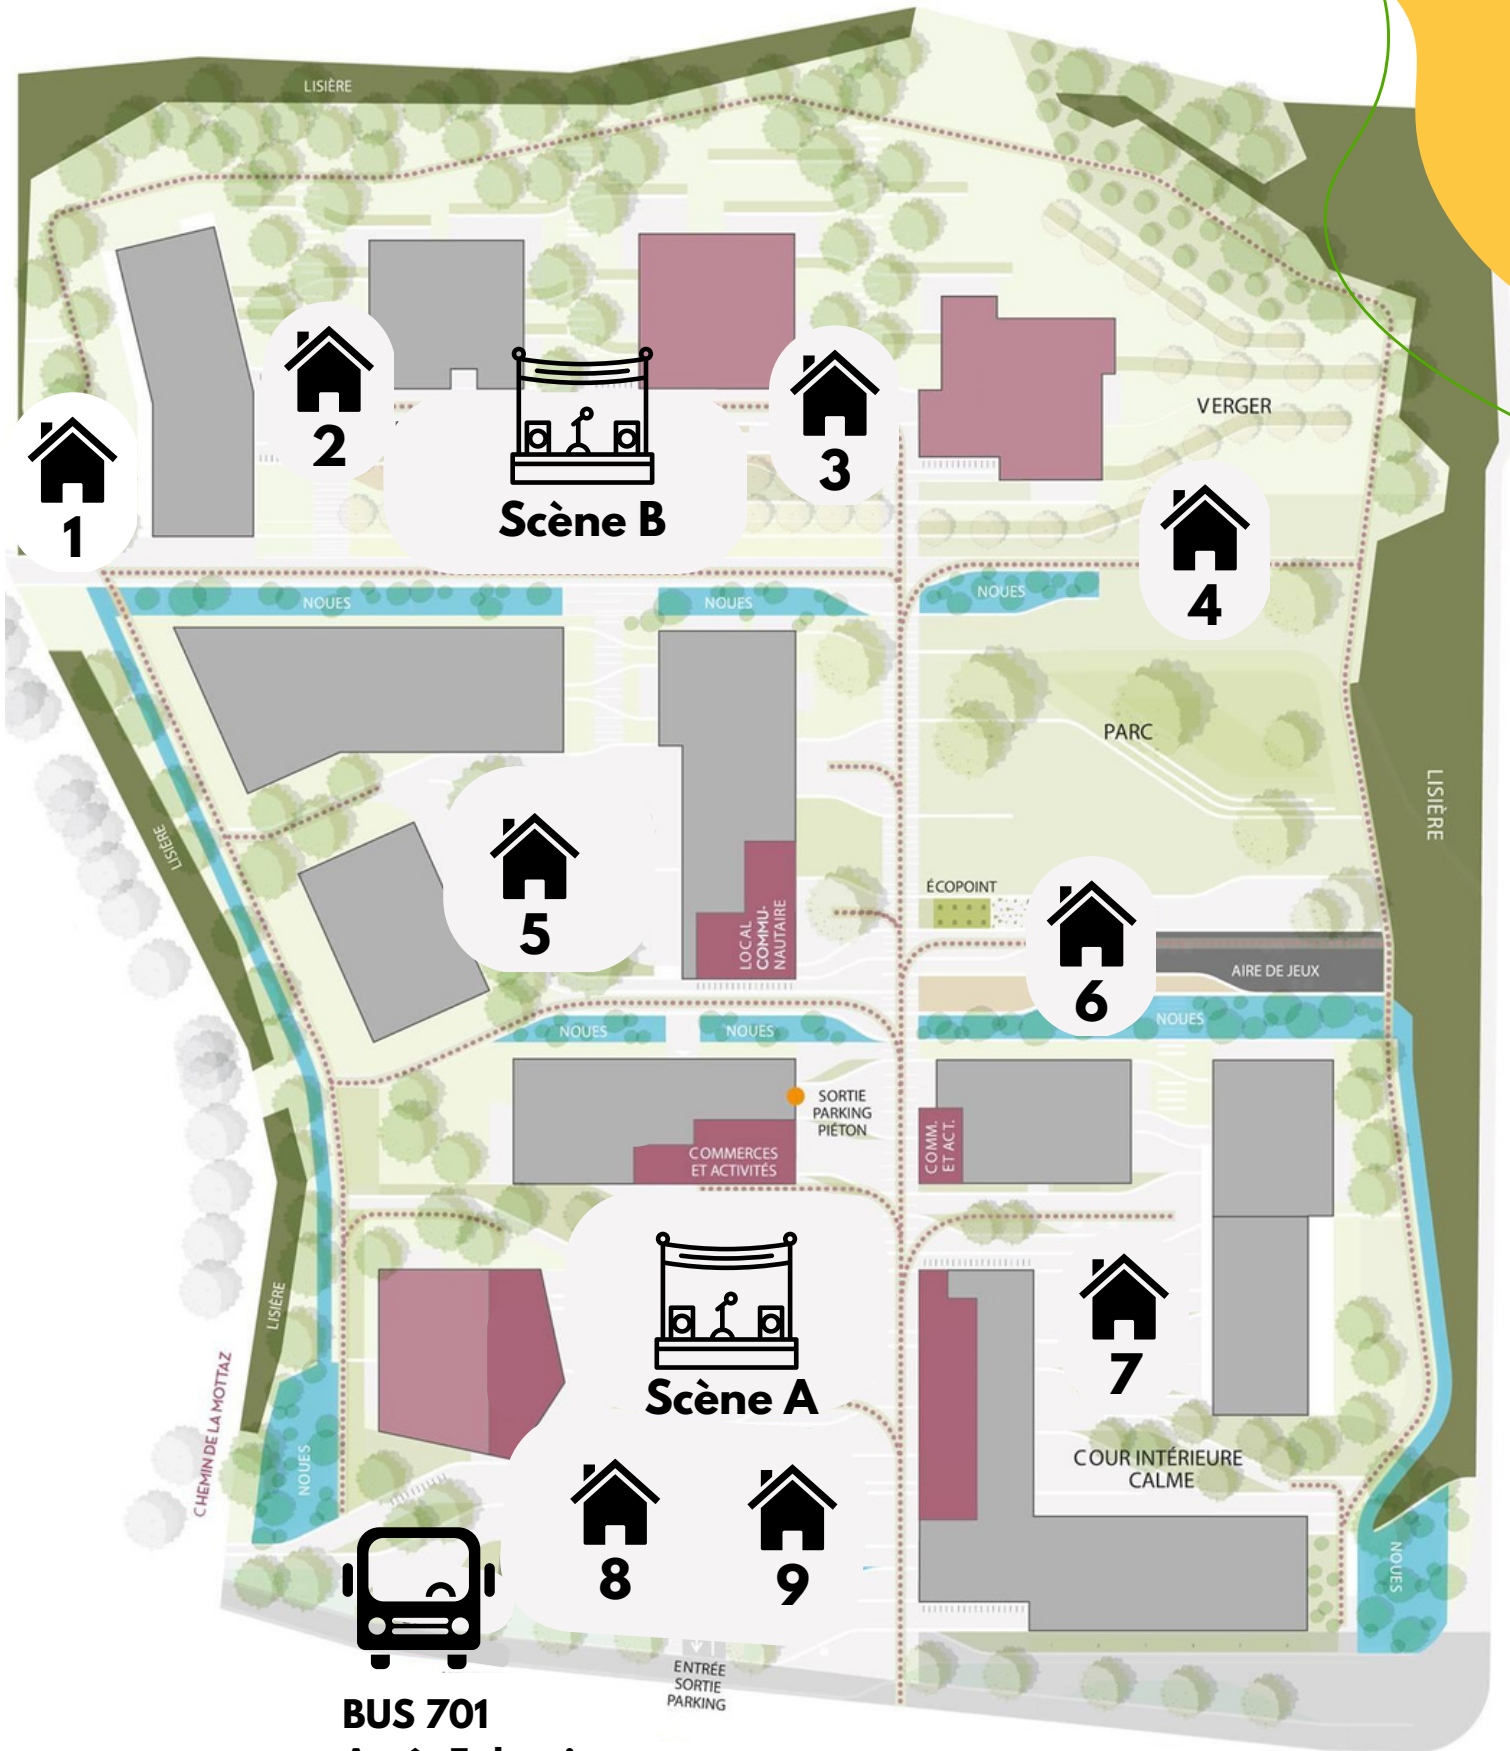 LISIÈRE
VERGER
2
3
1
Scène B
4
NOUES
NOUES
NOUES
PARC
LISIÈRE
LISIÈRE
5
ÉCOPOINT
LOCAL
COMMU-
NAUTAIRE
6
AIRE DE JEUX
NOUES
NOUES
NOUES
SORTIE
PARKING
PIÉTON
COMMERCES
ET ACTIVITÉS
COMM.
ET ACT.
LISIÈRE
CHEMIN DE LA MOTTAZ
Scène A
7
COUR INTÉRIEURE
CALME
NOUES
8
9
NOUES
ENTRÉE
SORTIE
PARKING
BUS 701